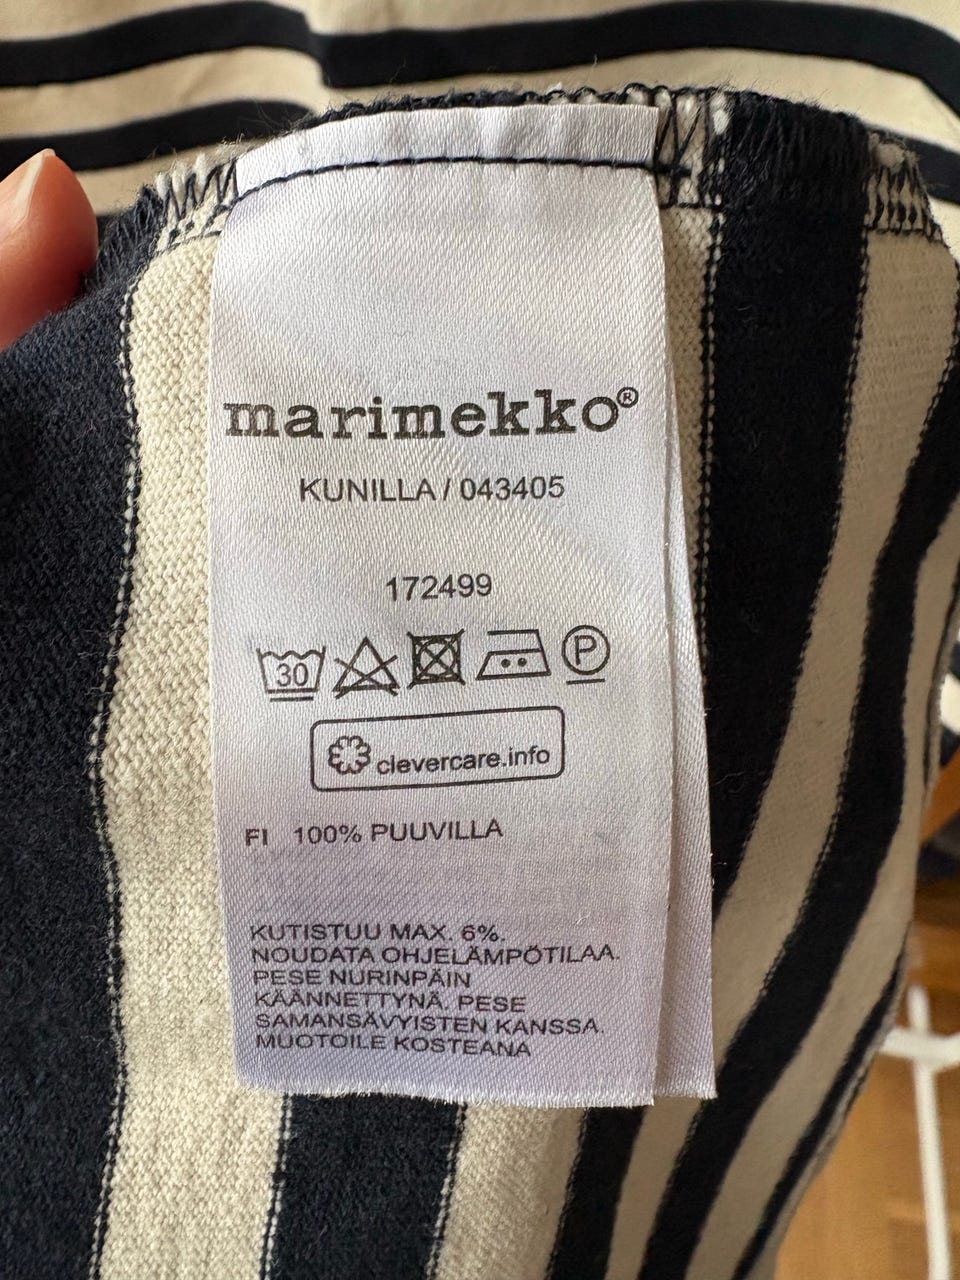 marimekko®
KUNILLA / 043405
172499
30 P
clevercare.info
FI 100% PUUVILLA
KUTISTUU MAX. 6%.
NOUDATA OHJELÄMPÖTILAA.
PESE NURINPÄIN
KÄÄNNETTYNÄ. PESE
SAMANSÄVYISTEN KANSSA.
MUOTOILE KOSTEANA